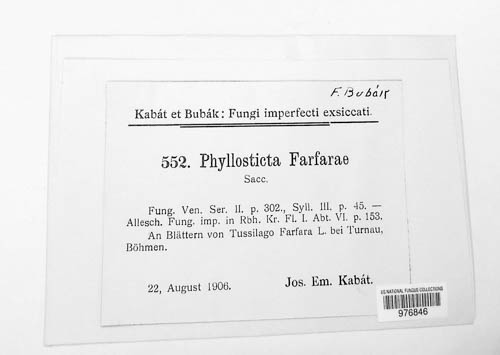 F. Bubák
Kabát et Bubák: Fungi imperfecti exsiccati.
552. Phyllosticta Farfarae
Sacc.
Fung. Ven. Ser. II. p. 302., Syll. III. p. 45. —
Allesch. Fung. imp. in Rbh. Kr. Fl. I. Abt. VI. p. 153.
An Blättern von Tussilago Farfara L. bei Turnau,
Böhmen.
22, August 1906. Jos. Em. Kabát.
US NATIONAL FUNGUS COLLECTIONS
976846